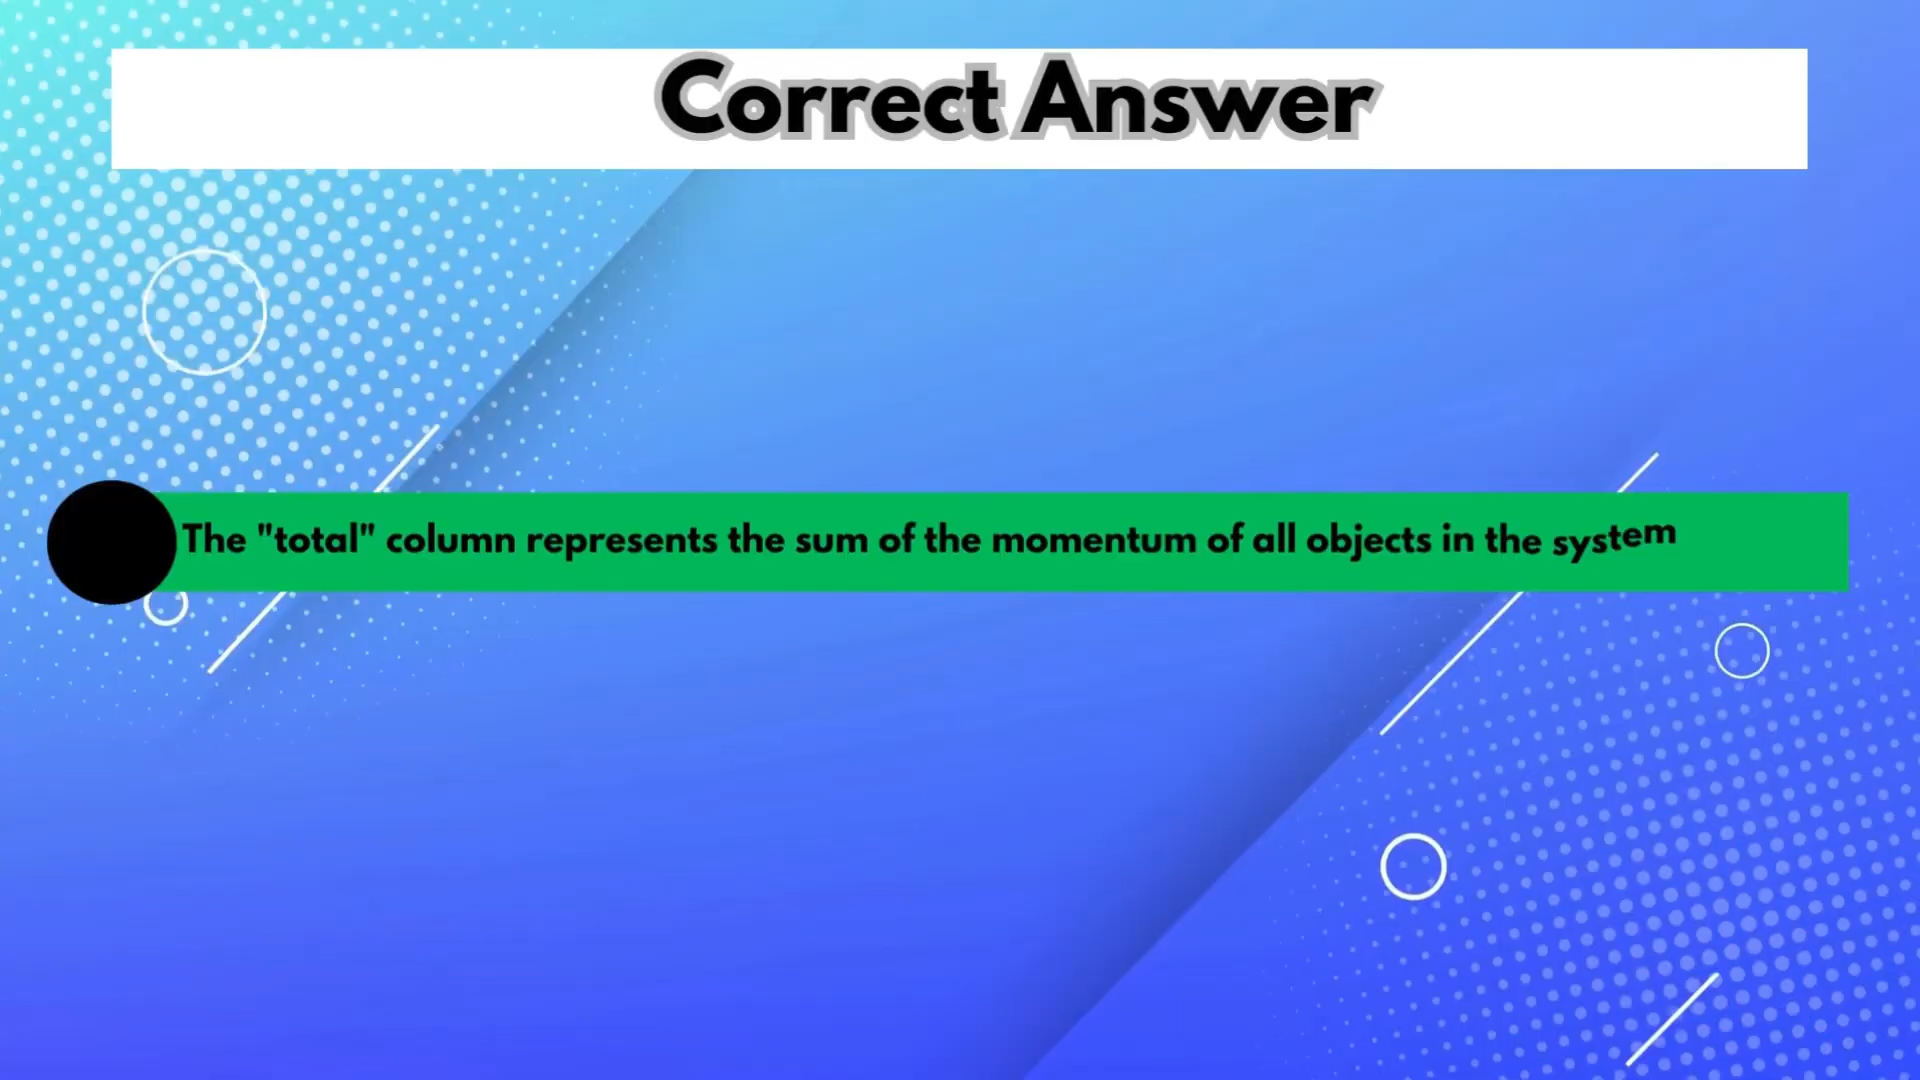 Correct Answer
The "total" column represents the sum of the momentum of all objects in the system